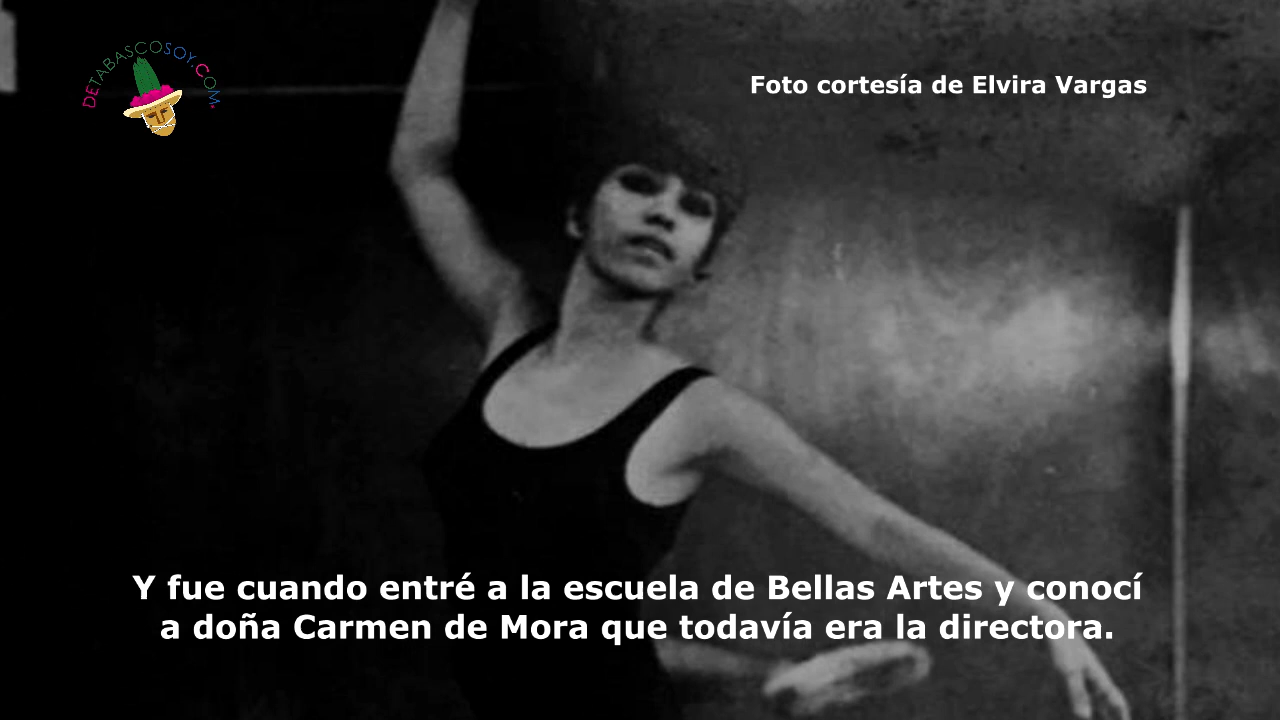 DETABASCOSOY.COM.
Foto cortesía de Elvira Vargas
Y fue cuando entré a la escuela de Bellas Artes y conocí
a doña Carmen de Mora que todavía era la directora.